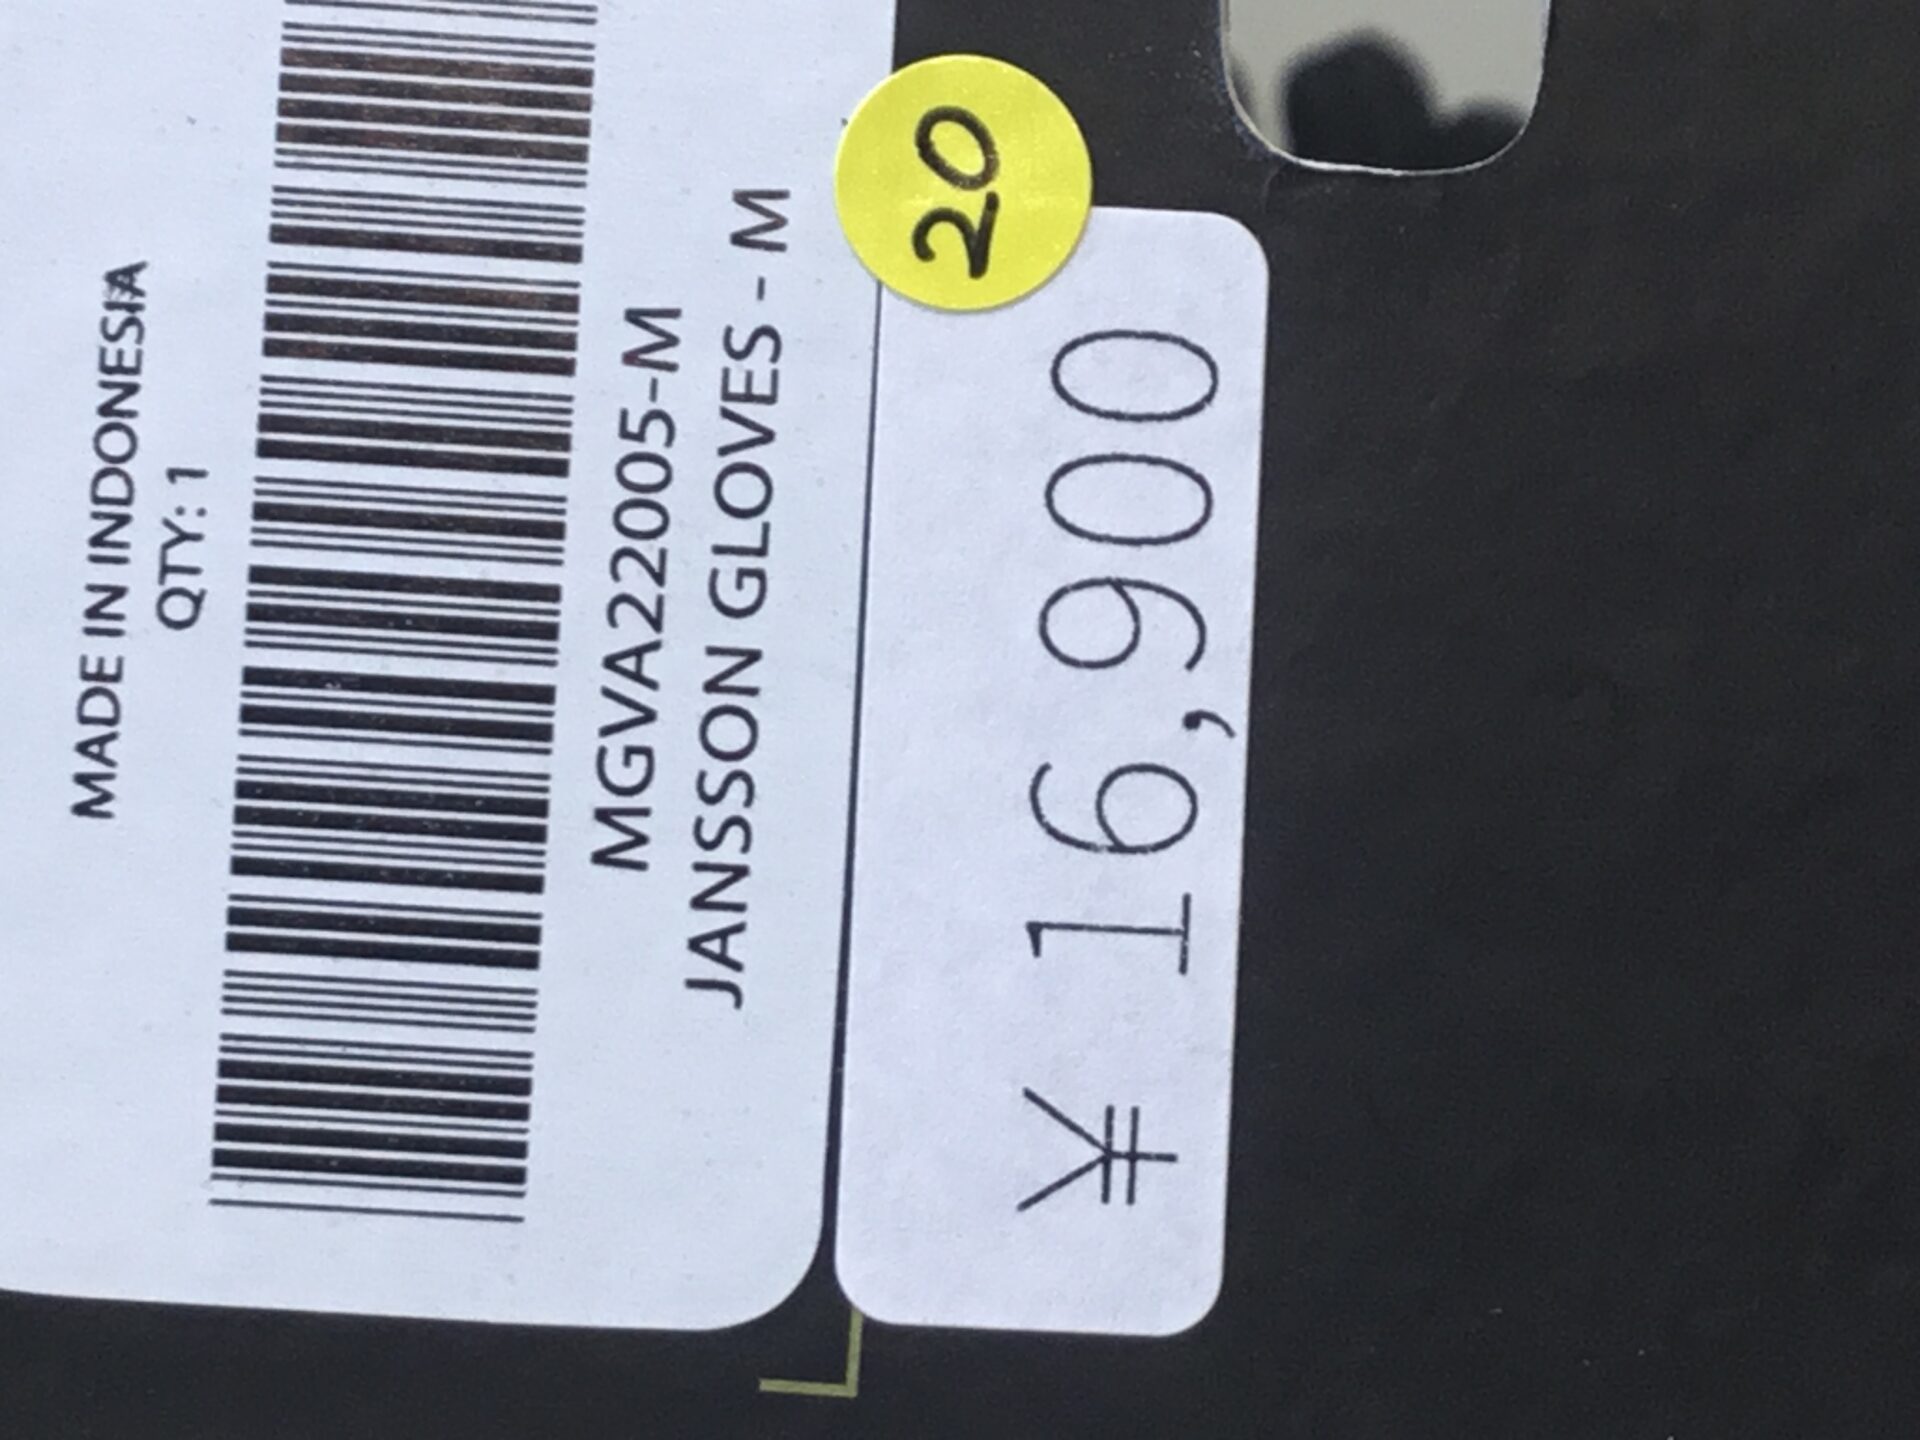 MADE IN INDONESIA
QTY: 1
MGVA22005-M
JANSSON GLOVES - M
20
¥ 16,900